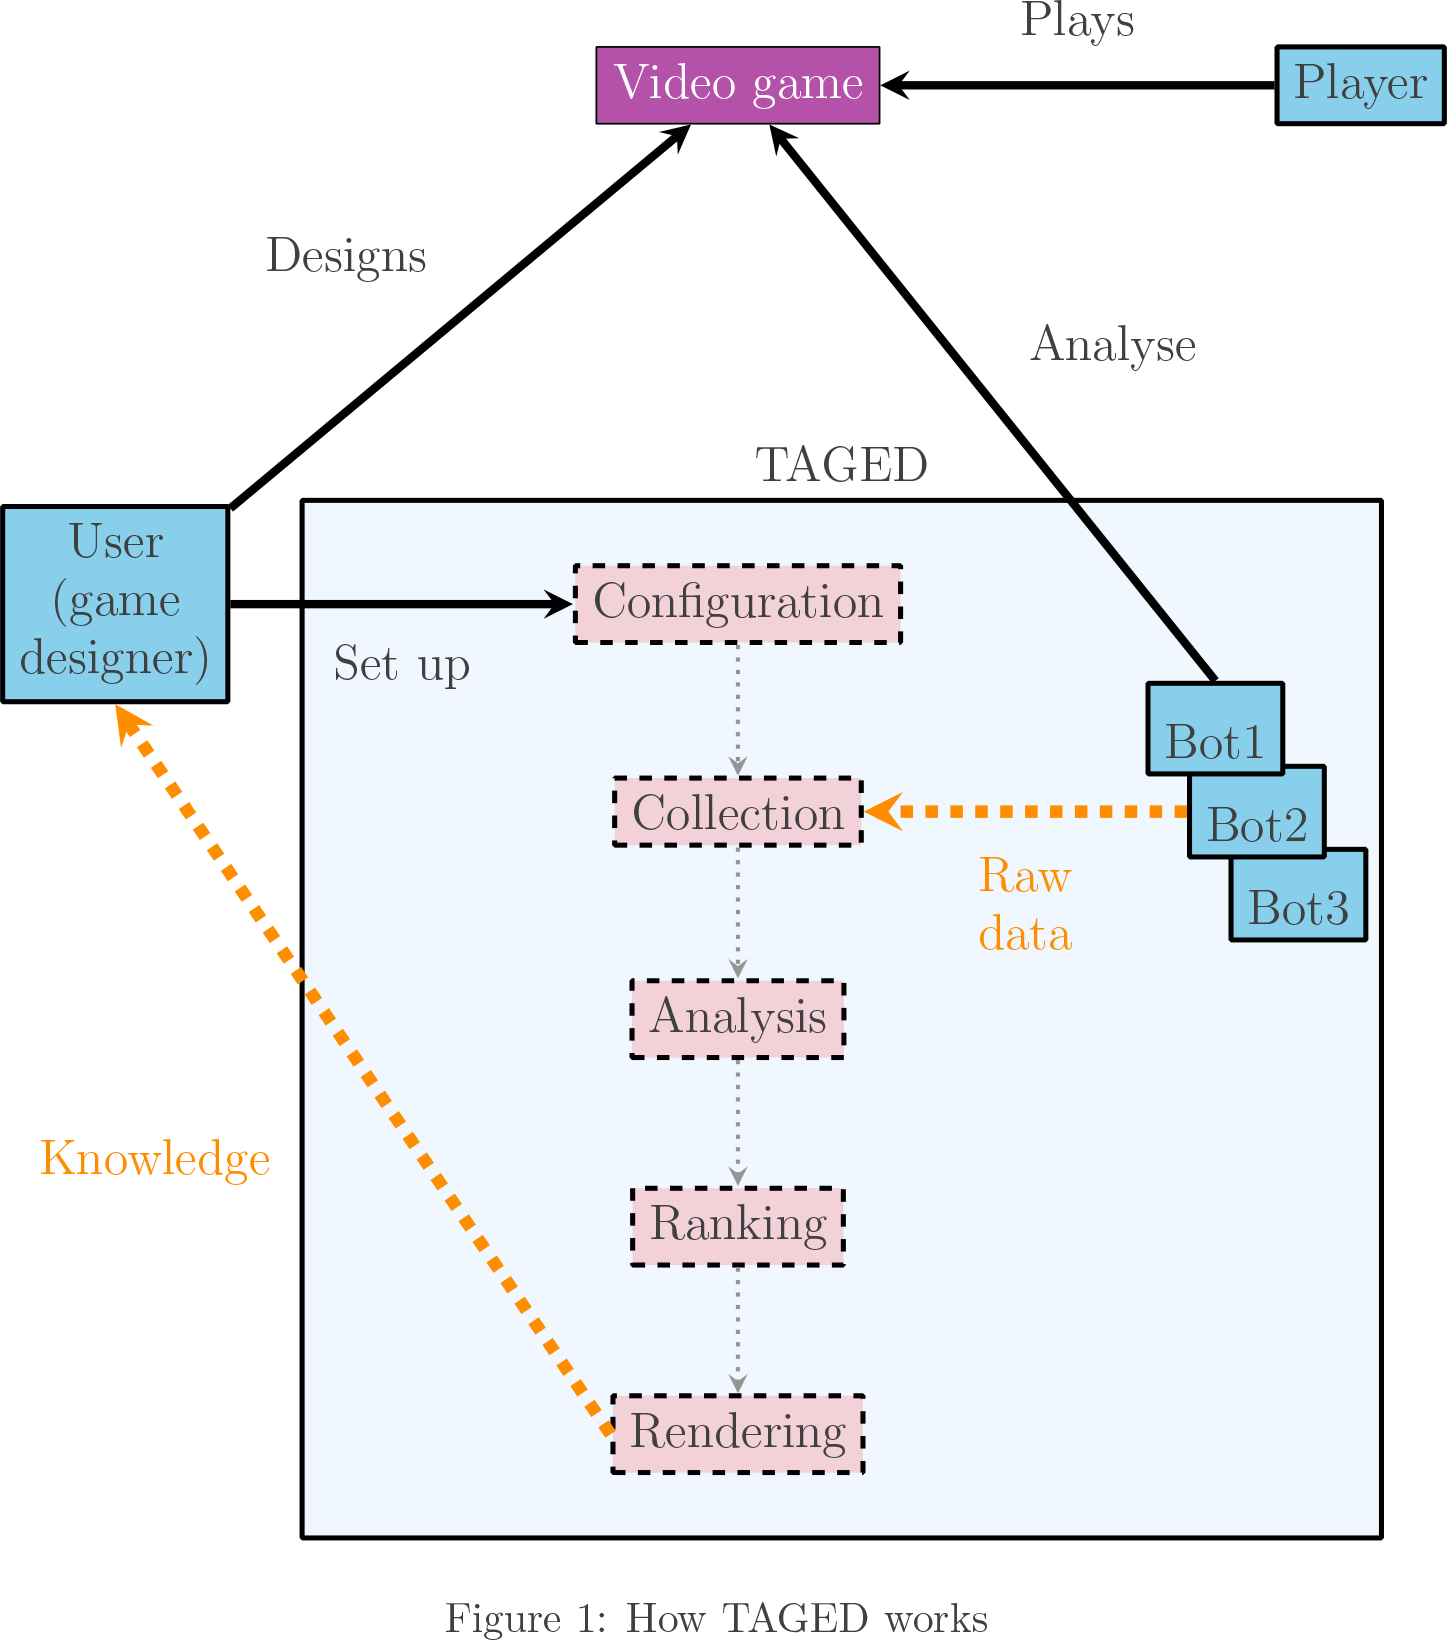 Plays
Video game
Player
Designs
Analyse
TAGED
User
(game
designer)
Configuration
Set up
Bot1
Collection
Bot2
Raw
data
Bot3
Analysis
Knowledge
Ranking
Rendering
Figure 1: How TAGED works